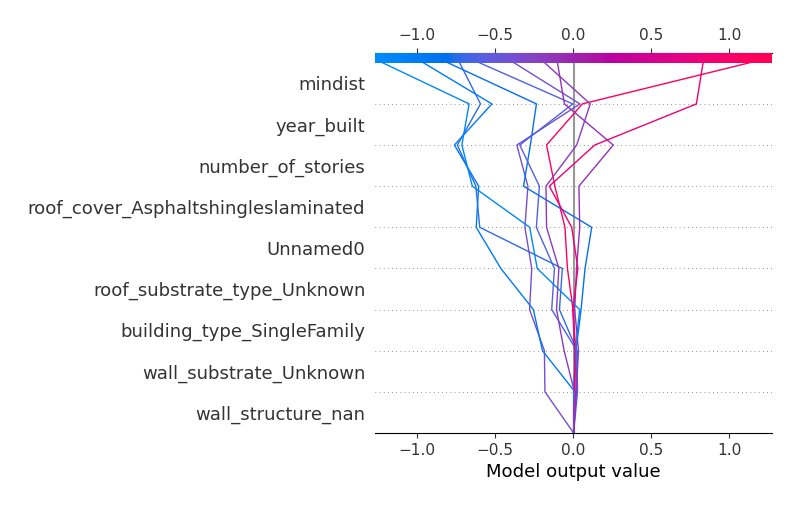 −1.0 −0.5 0.0 0.5 1.0
mindist
year_built
number_of_stories
roof_cover_Asphaltshingleslaminated
Unnamed0
roof_substrate_type_Unknown
building_type_SingleFamily
wall_substrate_Unknown
wall_structure_nan
−1.0 −0.5 0.0 0.5 1.0
Model output value